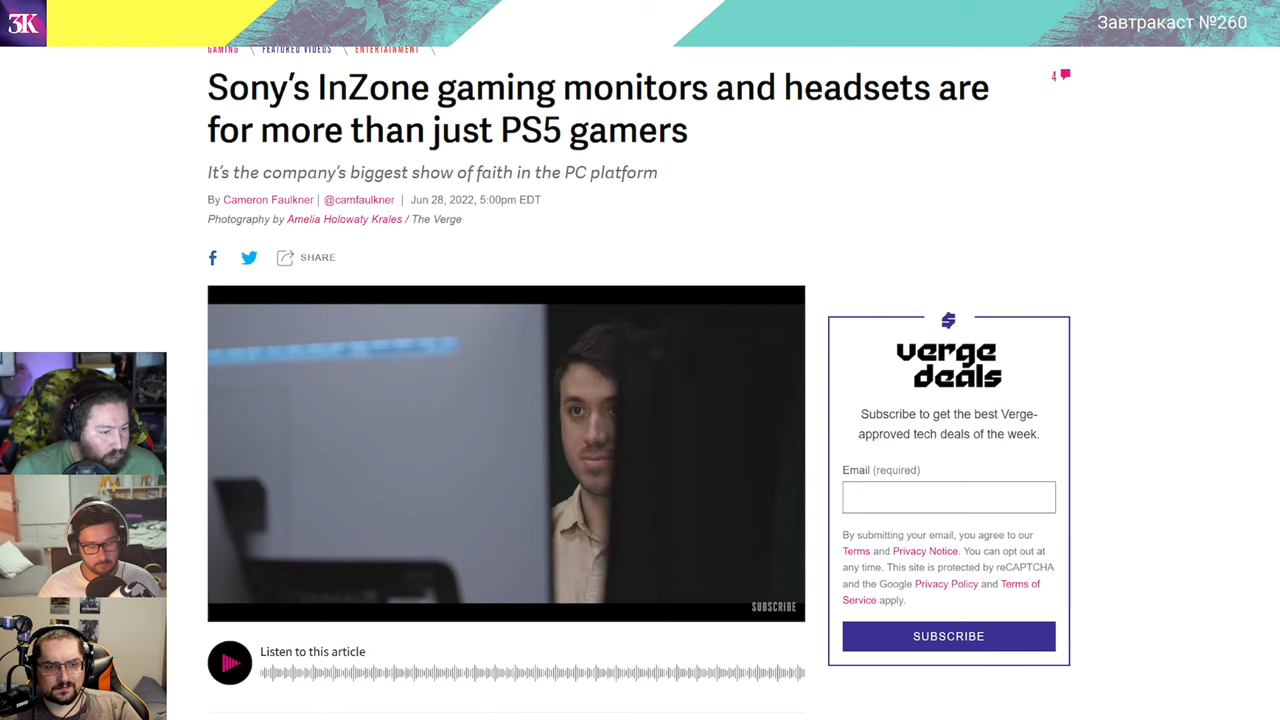 3K
Завтракаст №260
GAMING \ FEATURED VIDEOS \ ENTERTAINMENT \
Sony's InZone gaming monitors and headsets are
for more than just PS5 gamers
4
It's the company's biggest show of faith in the PC platform
By Cameron Faulkner | @camfaulkner | Jun 28, 2022, 5:00pm EDT
Photography by Amelia Holowaty Krales / The Verge
SHARE
SUBSCRIBE
Listen to this article
verge
deals
Subscribe to get the best Verge-
approved tech deals of the week.
Email (required)
By submitting your email, you agree to our
Terms and Privacy Notice. You can opt out at
any time. This site is protected by reCAPTCHA
and the Google Privacy Policy and Terms of
Service apply.
SUBSCRIBE